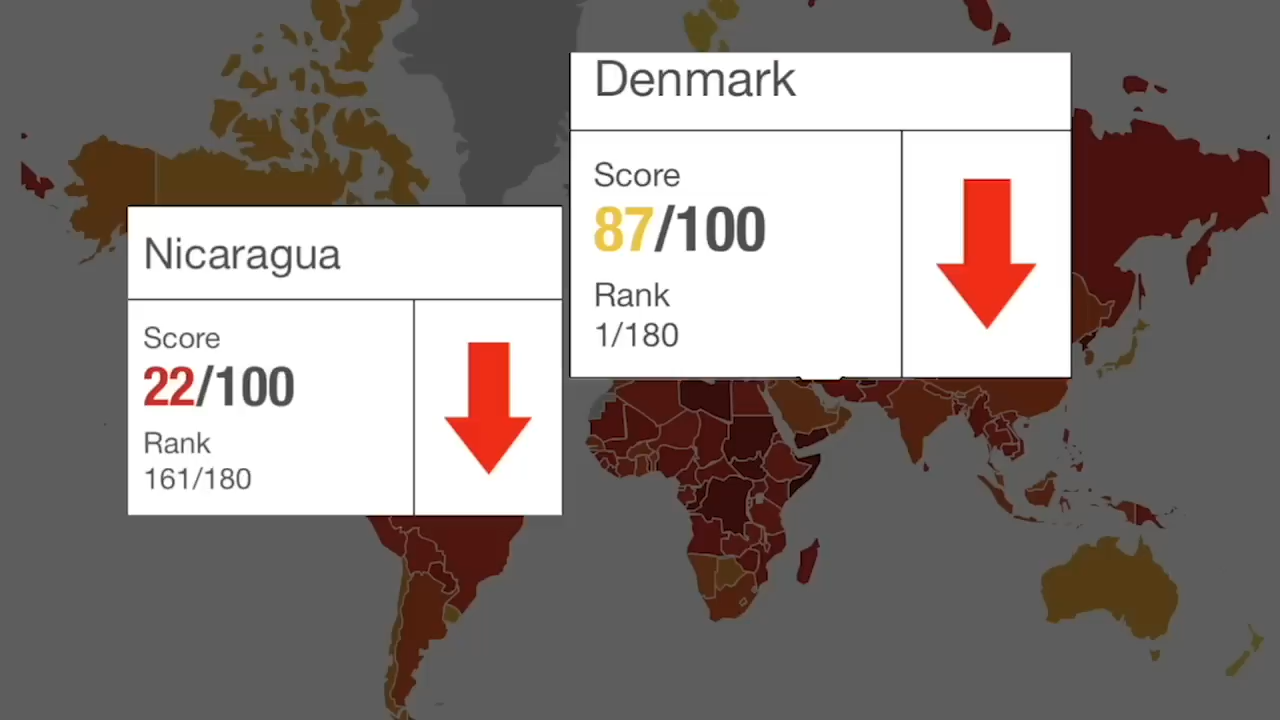 Denmark
Score
87/100
Rank
1/180
Nicaragua
Score
22/100
Rank
161/180